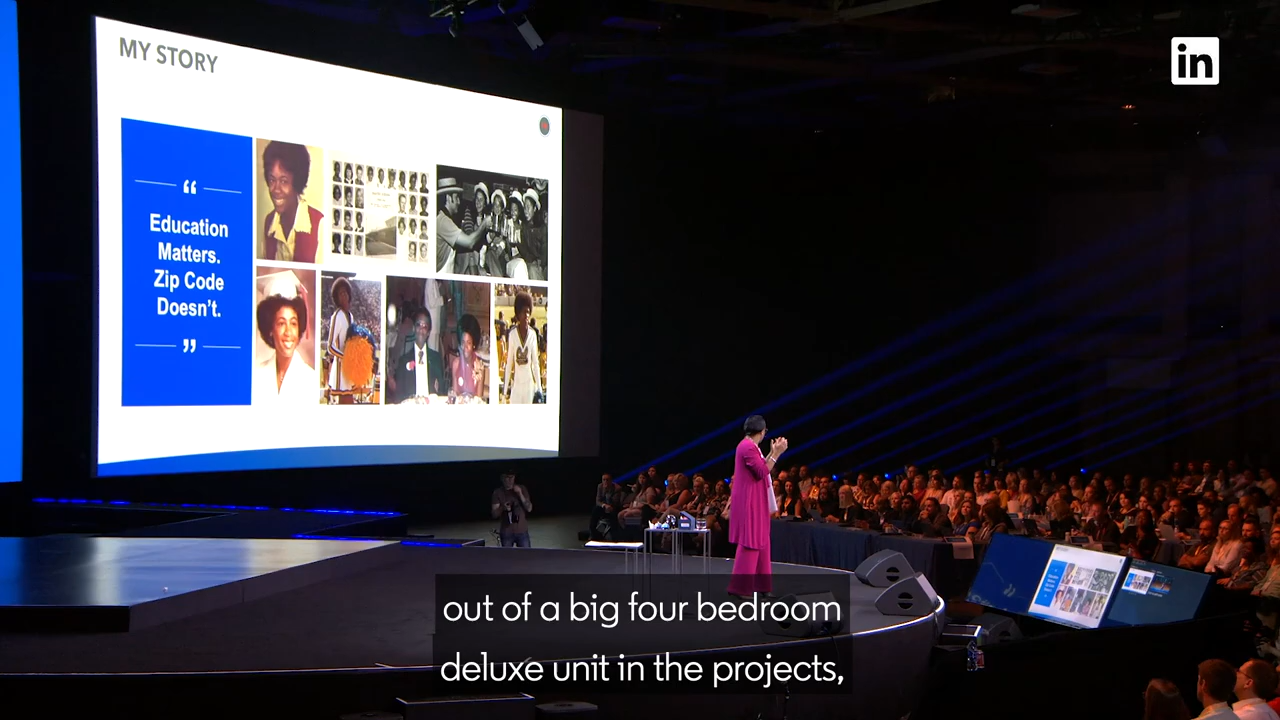 MY STORY
in
“
Education
Matters.
Zip Code
Doesn’t.
”
out of a big four bedroom
deluxe unit in the projects,